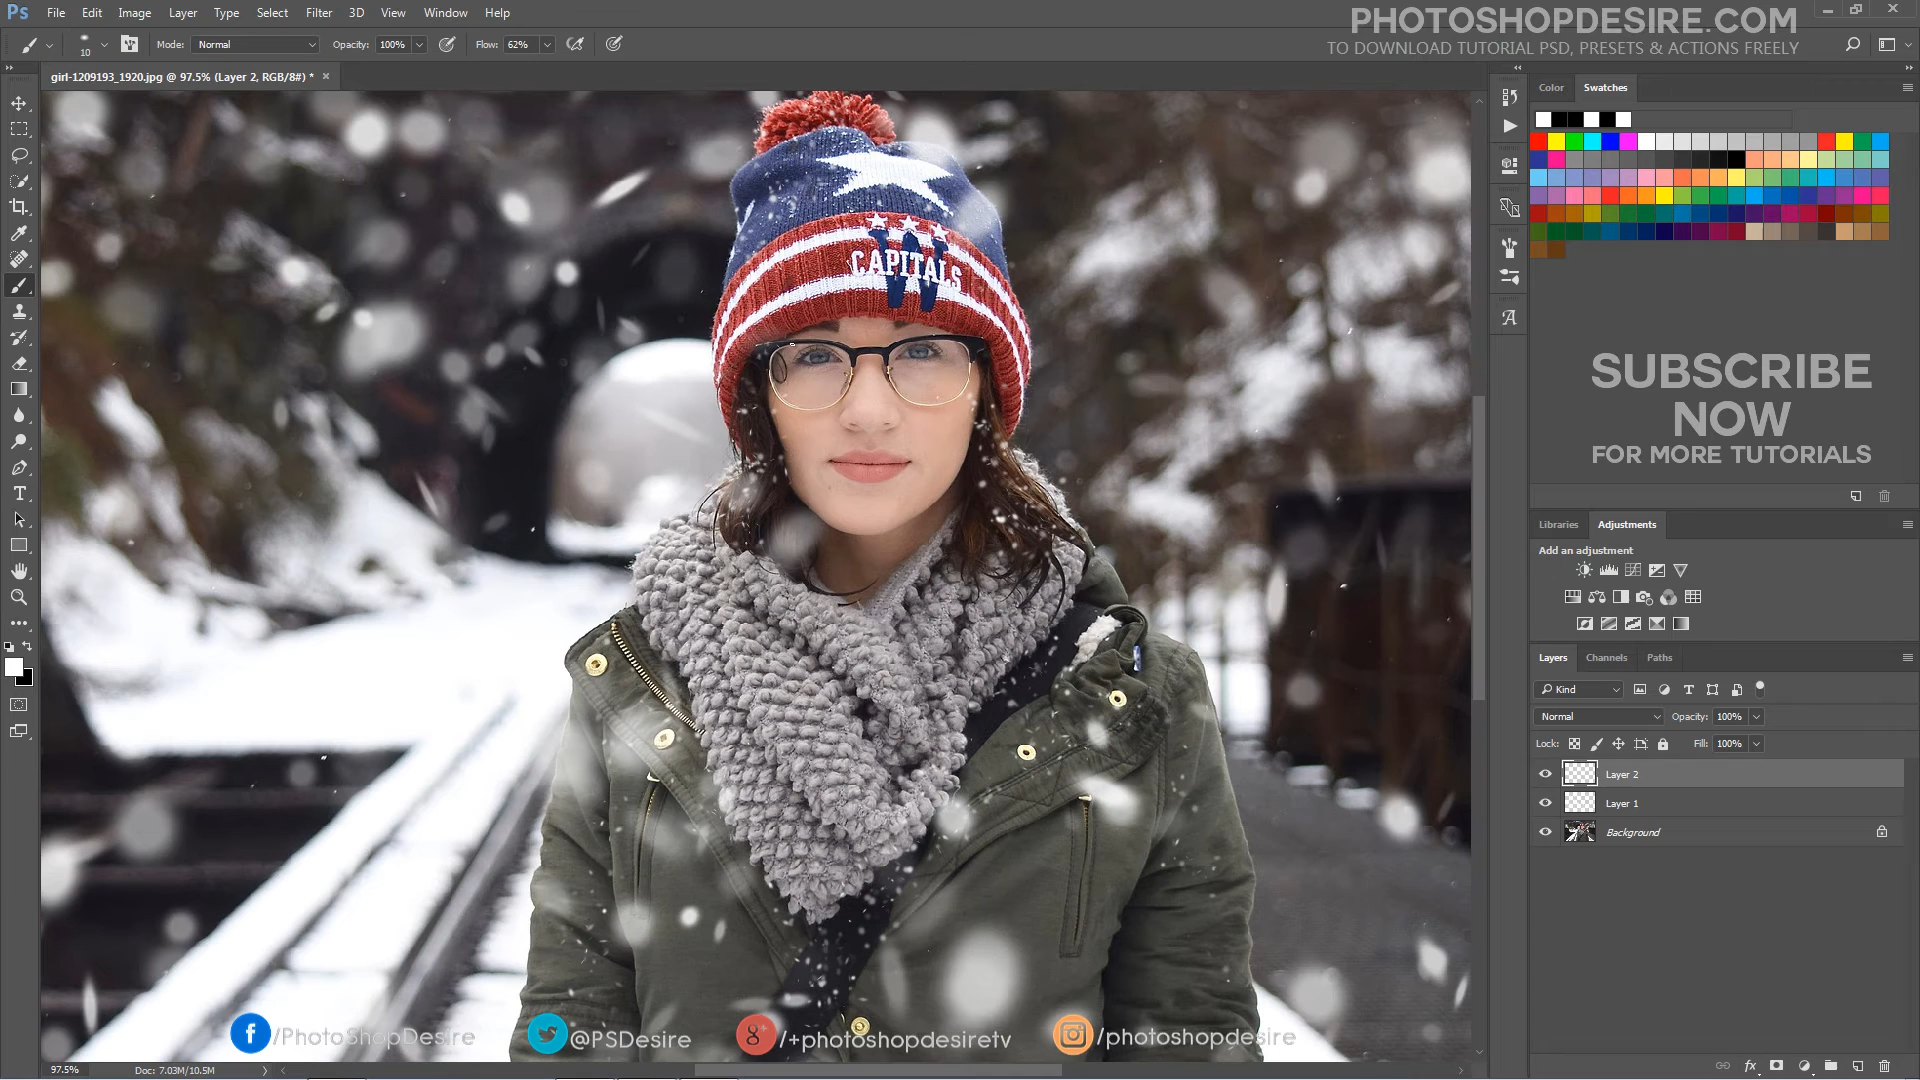 Ps File Edit Image Layer Type Select Filter 3D View Window Help
PHOTOSHOPDESIRE.COM
TO DOWNLOAD TUTORIAL PSD, PRESETS & ACTIONS FREELY
10 Mode: Normal Opacity: 100% Flow: 62%
girl-1209193_1920.jpg @ 97.5% (Layer 2, RGB/8#) * ×
Color Swatches
CAPITALS
SUBSCRIBE
NOW
FOR MORE TUTORIALS
Libraries Adjustments
Add an adjustment
Layers Channels Paths
Kind
Normal Opacity: 100%
Lock: Fill: 100%
Layer 2
Layer 1
Background
/PhotoShopDesire @PSDesire /+photoshopdesiretv /photoshopdesire
97.5% Doc: 7.03M/10.5M